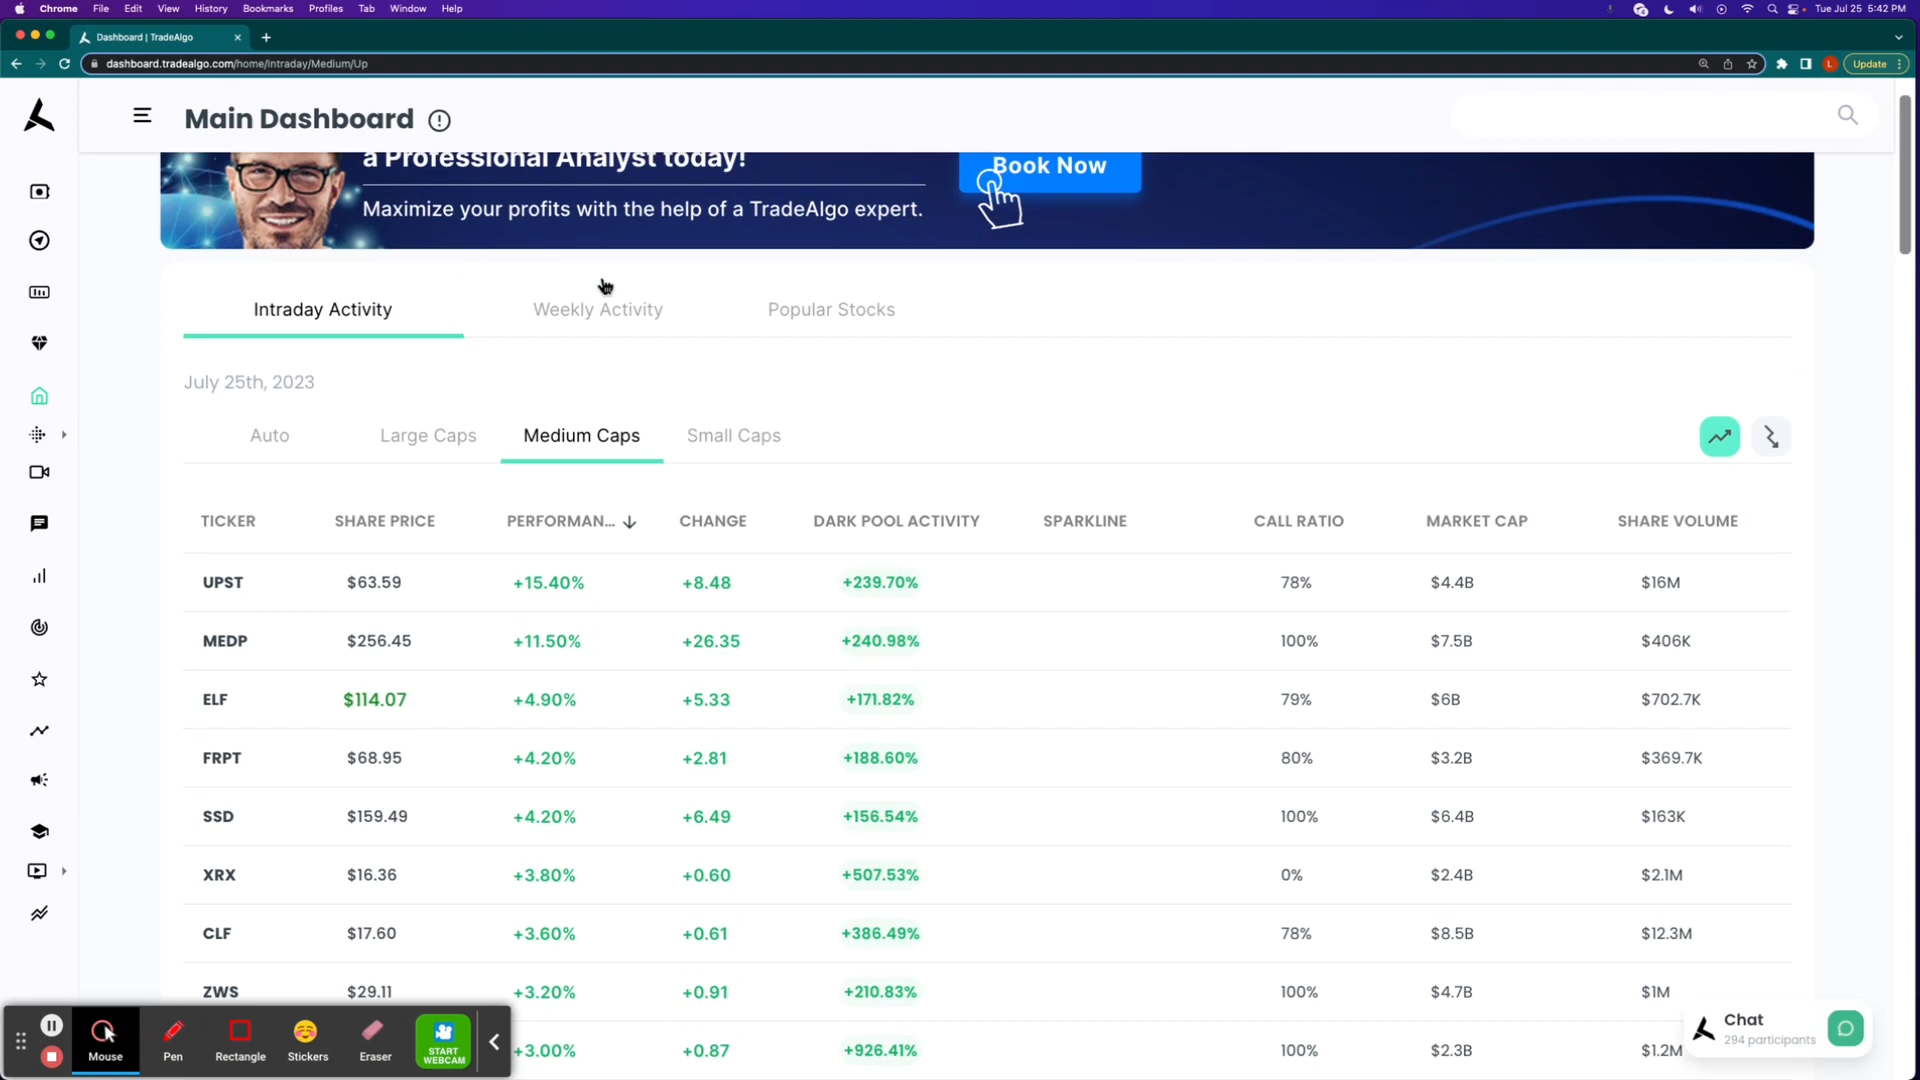 Chrome File Edit View History Bookmarks Profiles Tab Window Help Tue Jul 25 5:42 PM
Dashboard | TradeAlgo
dashboard.tradealgo.com/home/Intraday/Medium/Up L Update
Main Dashboard
a Professional Analyst today! Book Now
Maximize your profits with the help of a TradeAlgo expert.
Intraday Activity Weekly Activity Popular Stocks
July 25th, 2023
Auto Large Caps Medium Caps Small Caps
TICKER SHARE PRICE PERFORMAN... CHANGE DARK POOL ACTIVITY SPARKLINE CALL RATIO MARKET CAP SHARE VOLUME
UPST $63.59 +15.40% +8.48 +239.70% 78% $4.4B $16M
MEDP $256.45 +11.50% +26.35 +240.98% 100% $7.5B $406K
ELF $114.07 +4.90% +5.33 +171.82% 79% $6B $702.7K
FRPT $68.95 +4.20% +2.81 +188.60% 80% $3.2B $369.7K
SSD $159.49 +4.20% +6.49 +156.54% 100% $6.4B $163K
XRX $16.36 +3.80% +0.60 +507.53% 0% $2.4B $2.1M
CLF $17.60 +3.60% +0.61 +386.49% 78% $8.5B $12.3M
ZWS $29.11 +3.20% +0.91 +210.83% 100% $4.7B $1M
+3.00% +0.87 +926.41% 100% $2.3B $1.2M
Chat
294 participants
Mouse Pen Rectangle Stickers Eraser START WEBCAM